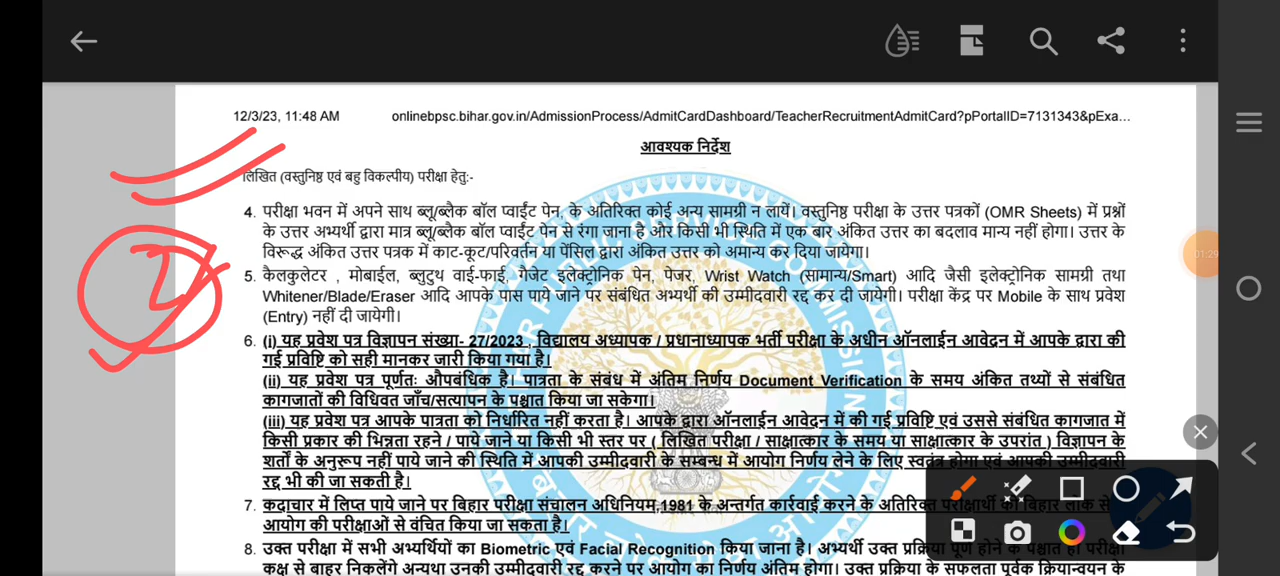 12/3/23, 11:48 AM onlinebpsc.bihar.gov.in/AdmissionProcess/AdmitCardDashboard/TeacherRecruitmentAdmitCard?pPortalID=7131343&pExa...
आवश्यक निर्देश
लिखित (वस्तुनिष्ठ एवं बहु विकल्पीय) परीक्षा हेतु:-
4. परीक्षा भवन में अपने साथ ब्लू/ब्लैक बॉल प्वाईंट पेन, के अतिरिक्त कोई अन्य सामग्री न लायें। वस्तुनिष्ठ परीक्षा के उत्तर पत्रकों (OMR Sheets) में प्रश्नों
के उत्तर अभ्यर्थी द्वारा मात्र ब्लू/ब्लैक बॉल प्वाईंट पेन से रंगा जाना है और किसी भी स्थिति में एक बार अंकित उत्तर का बदलाव मान्य नहीं होगा। उत्तर के
विरूद्ध अंकित उत्तर पत्रक में काट-कूट/परिवर्तन या पेंसिल द्वारा अंकित उत्तर को अमान्य कर दिया जायेगा।
I
5. कैलकुलेटर , मोबाईल, ब्लुटुथ वाई-फाई, गैजेट इलेक्ट्रोनिक पेन, पेजर, Wrist Watch (सामान्य/Smart) आदि जैसी इलेक्ट्रोनिक सामग्री तथा
01:29
Whitener/Blade/Eraser आदि आपके पास पाये जाने पर संबंधित अभ्यर्थी की उम्मीदवारी रद्द कर दी जायेगी। परीक्षा केंद्र पर Mobile के साथ प्रवेश
(Entry) नहीं दी जायेगी।
6. (i) यह प्रवेश पत्र विज्ञापन संख्या- 27/2023 , विद्यालय अध्यापक / प्रधानाध्यापक भर्ती परीक्षा के अधीन ऑनलाईन आवेदन में आपके द्वारा की
गई प्रविष्टि को सही मानकर जारी किया गया है।
(ii) यह प्रवेश पत्र पूर्णतः औपबंधिक है। पात्रता के संबंध में अंतिम निर्णय Document Verification के समय अंकित तथ्यों से संबंधित
कागजातों की विधिवत जाँच/सत्यापन के पश्चात किया जा सकेगा।
(iii) यह प्रवेश पत्र आपके पात्रता को निर्धारित नहीं करता है। आपके द्वारा ऑनलाईन आवेदन में की गई प्रविष्टि एवं उससे संबंधित कागजात में
किसी प्रकार की भिन्नता रहने / पाये जाने या किसी भी स्तर पर ( लिखित परीक्षा / साक्षात्कार के समय या साक्षात्कार के उपरांत ) विज्ञापन के
शर्तों के अनुरूप नहीं पाये जाने की स्थिति में आपकी उम्मीदवारी के सम्बन्ध में आयोग निर्णय लेने के लिए स्वतंत्र होगा एवं आपकी उम्मीदवारी
रद्द भी की जा सकती है।
7. कदाचार में लिप्त पाये जाने पर बिहार परीक्षा संचालन अधिनियम,1981 के अन्तर्गत कार्रवाई करने के अतिरिक्त परीक्षार्थी को बिहार लोक से
आयोग की परीक्षाओं से वंचित किया जा सकता है।
8. उक्त परीक्षा में सभी अभ्यर्थियों का Biometric एवं Facial Recognition किया जाना है। अभ्यर्थी उक्त प्रक्रिया पूर्ण होने के पश्चात ही परीक्षा
कक्ष से बाहर निकलेंगे अन्यथा उनकी उम्मीदवारी रद्द करने पर आयोग का निर्णय अंतिम होगा। उक्त प्रक्रिया के सफलता पूर्वक क्रियान्वयन के